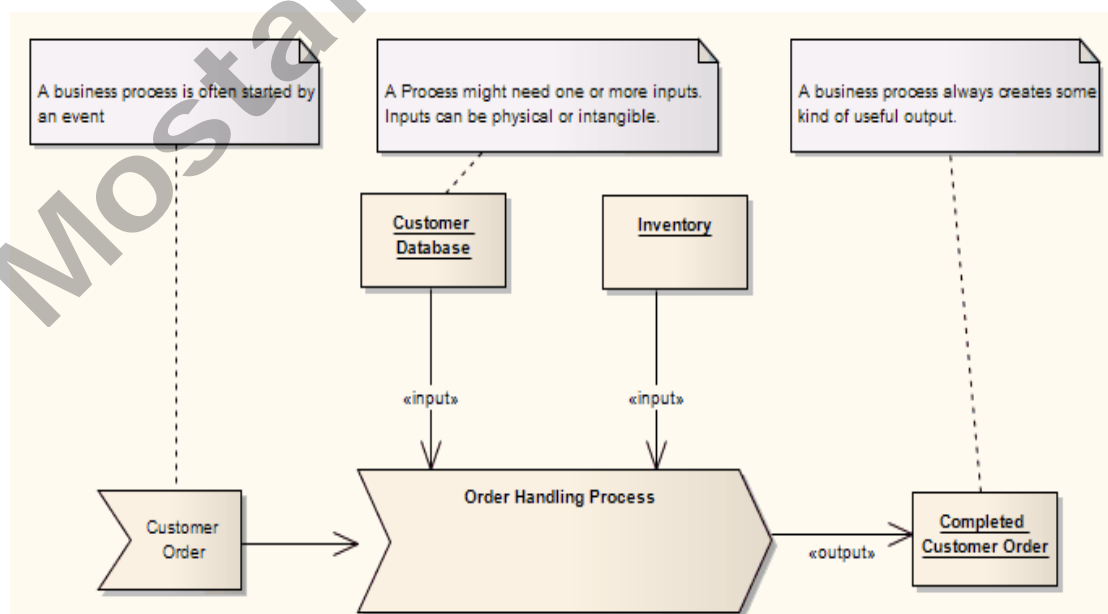 A business process is often started by
an event
A Process might need one or more inputs.
Inputs can be physical or intangible.
A business process always creates some
kind of useful output.
Customer
Database
Inventory
«input»
«input»
Order Handling Process
Customer
Order
«output»
Completed
Customer Order